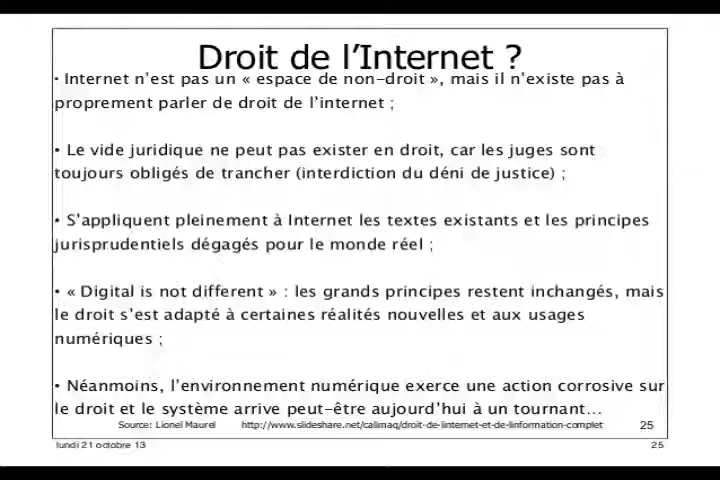 Droit de l’Internet ?
• Internet n’est pas un « espace de non-droit », mais il n’existe pas à
proprement parler de droit de l’internet ;
• Le vide juridique ne peut pas exister en droit, car les juges sont
toujours obligés de trancher (interdiction du déni de justice) ;
• S’appliquent pleinement à Internet les textes existants et les principes
jurisprudentiels dégagés pour le monde réel ;
• « Digital is not different » : les grands principes restent inchangés, mais
le droit s’est adapté à certaines réalités nouvelles et aux usages
numériques ;
• Néanmoins, l’environnement numérique exerce une action corrosive sur
le droit et le système arrive peut-être aujourd’hui à un tournant...
Source: Lionel Maurel http://www.slideshare.net/calimaq/droit-de-linternet-et-de-linformation-complet 25
lundi 21 octobre 13 25